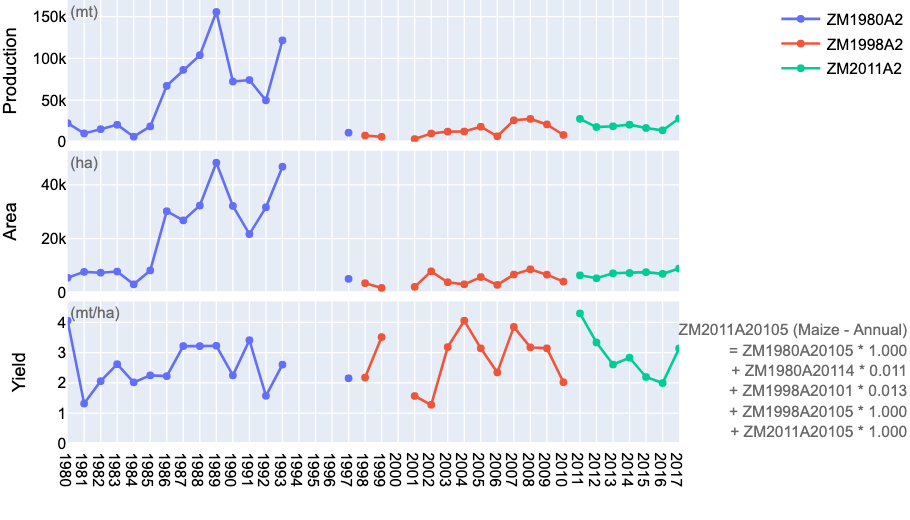 Production
(mt)
150k
100k
50k
0
ZM1980A2
ZM1998A2
ZM2011A2
Area
(ha)
40k
20k
0
Yield
(mt/ha)
4
3
2
1
0
ZM2011A20105 (Maize - Annual)
= ZM1980A20105 * 1.000
+ ZM1980A20114 * 0.011
+ ZM1998A20101 * 0.013
+ ZM1998A20105 * 1.000
+ ZM2011A20105 * 1.000
1980
1981
1982
1983
1984
1985
1986
1987
1988
1989
1990
1991
1992
1993
1994
1995
1996
1997
1998
1999
2000
2001
2002
2003
2004
2005
2006
2007
2008
2009
2010
2011
2012
2013
2014
2015
2016
2017